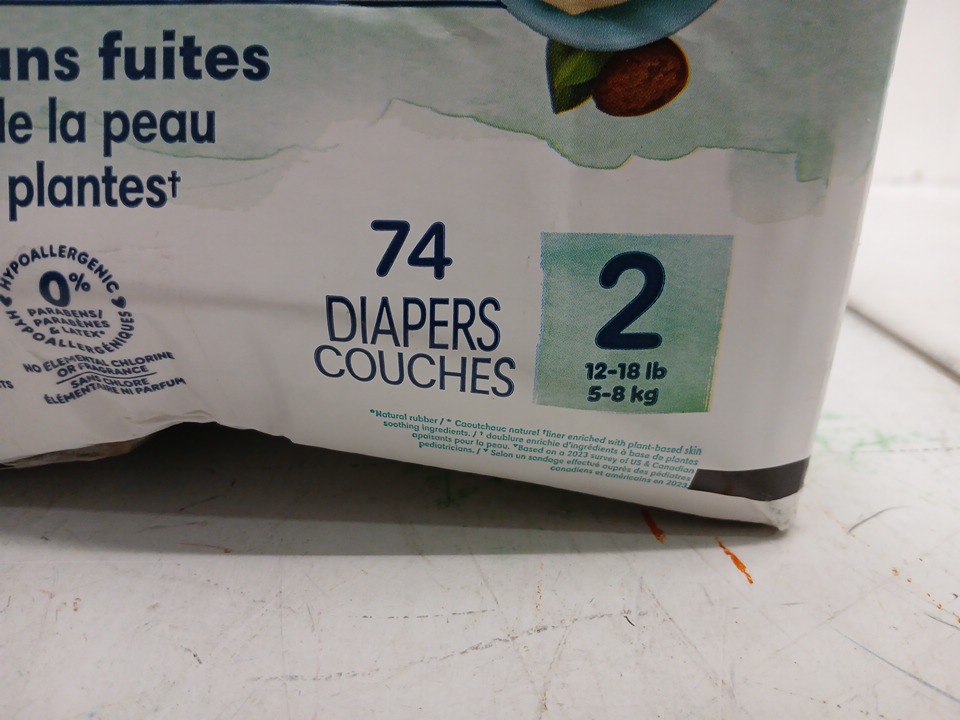 ans fuites
de la peau
plantes†
HYPOALLERGENIC
0%
PARABENS/
PARABÈNES
& LATEX*
HYPOALLERGÉNIQUES
NO ELEMENTAL CHLORINE
OR FRAGRANCE
SANS CHLORE
ÉLÉMENTAIRE NI PARFUM
TS
74
DIAPERS
COUCHES
2
12-18 lb
5-8 kg
*Natural rubber / * Caoutchouc naturel †liner enriched with plant-based skin
soothing ingredients. / † doublure enrichie d'ingrédients à base de plantes
apaisants pour la peau. ▾Based on a 2023 survey of US & Canadian
pediatricians. / ▾ Selon un sondage effectué auprès des pédiatres
canadiens et américains en 2023.